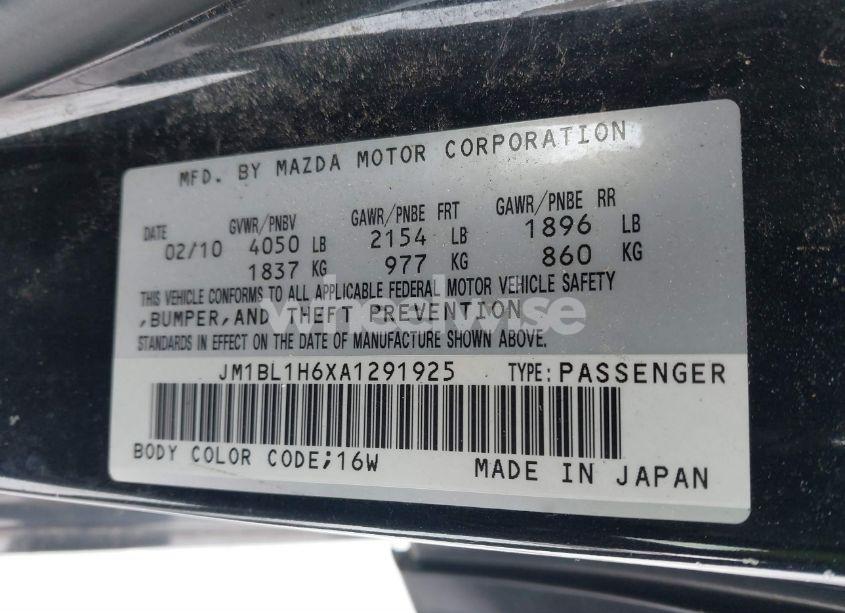 MFD. BY MAZDA MOTOR CORPORATION
DATE GVWR/PNBV GAWR/PNBE FRT GAWR/PNBE RR
02/10 4050 LB 2154 LB 1896 LB
1837 KG 977 KG 860 KG
THIS VEHICLE CONFORMS TO ALL APPLICABLE FEDERAL MOTOR VEHICLE SAFETY
,BUMPER,AND THEFT PREVENTION
STANDARDS IN EFFECT ON THE DATE OF MANUFACTURE SHOWN ABOVE.
wheelwise
JM1BL1H6XA1291925 TYPE: PASSENGER
BODY COLOR CODE;16W MADE IN JAPAN